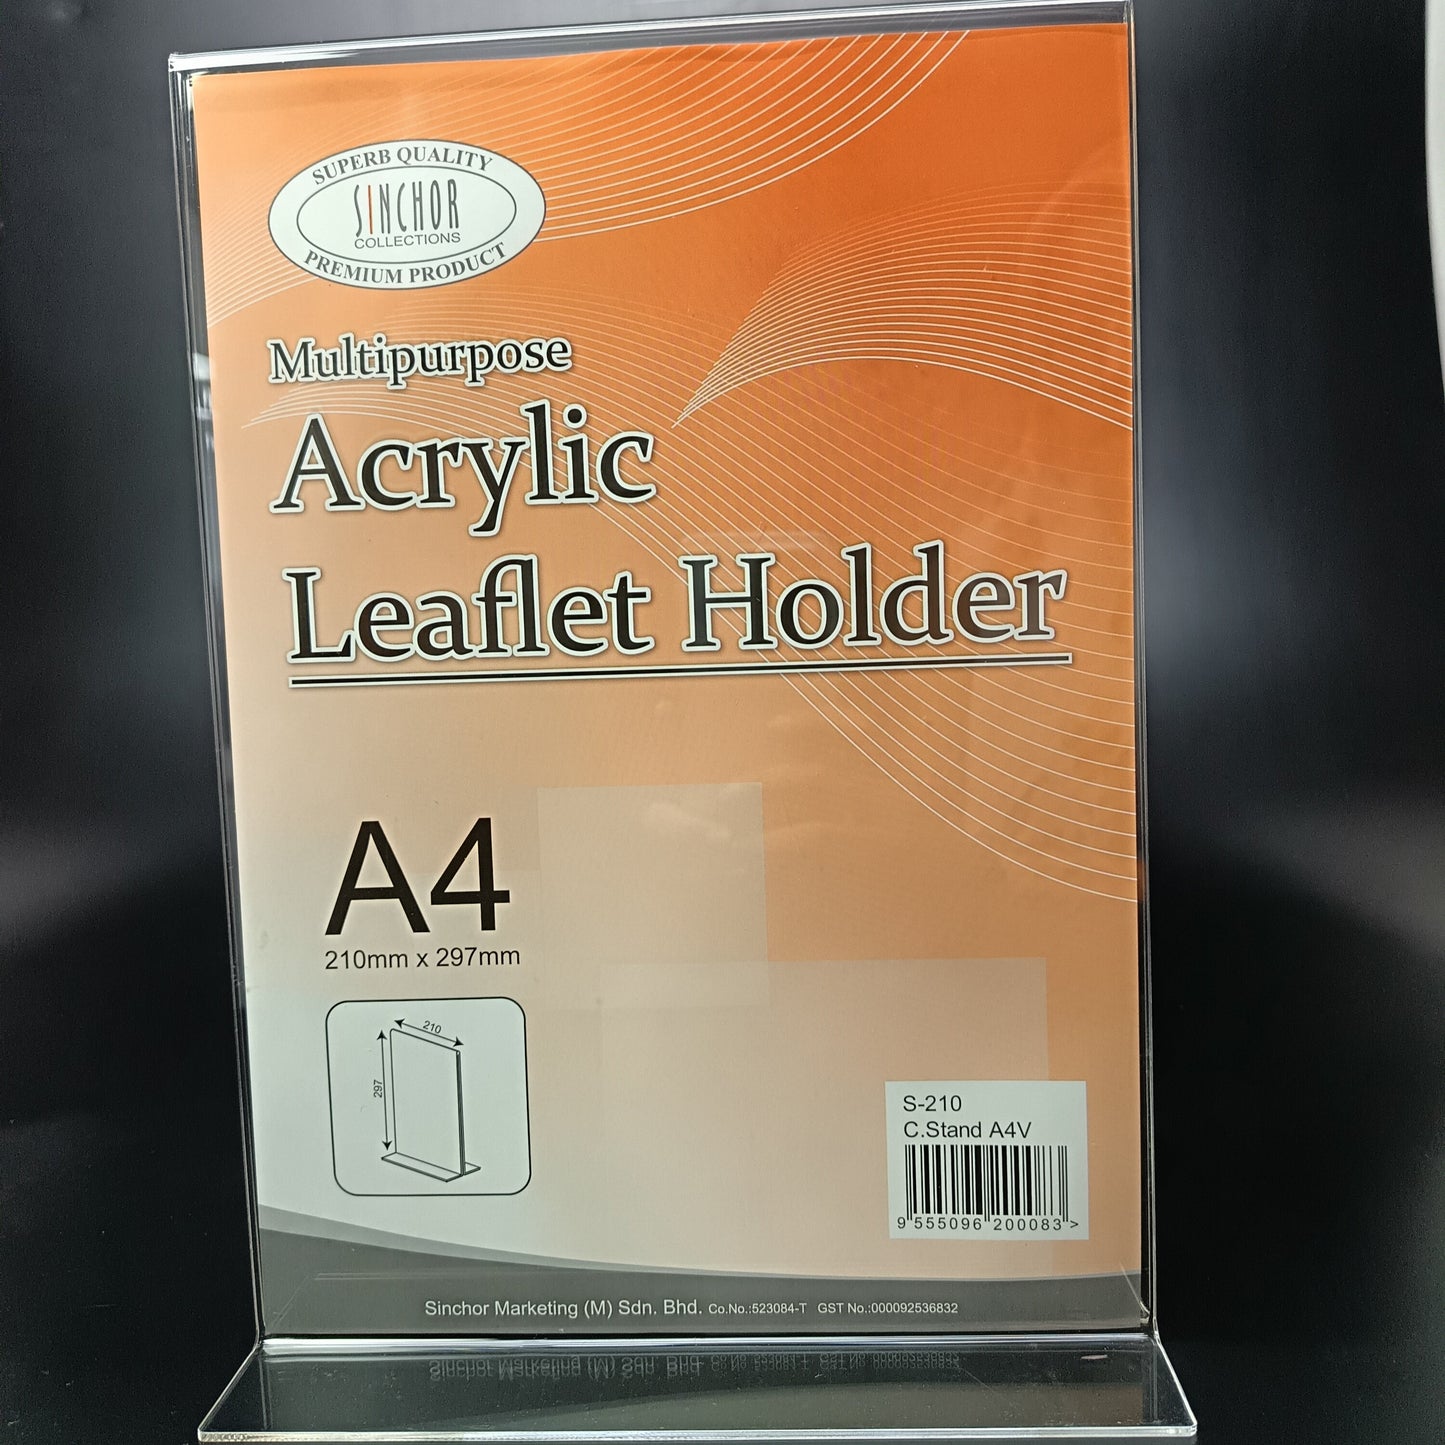 SUPERB QUALITY
SINCHOR
COLLECTIONS
PREMIUM PRODUCT
Multipurpose
Acrylic
Leaflet Holder
A4
210mm x 297mm
210
297
S-210
C.Stand A4V
9 555096 200083 >
Sinchor Marketing (M) Sdn. Bhd. Co.No.:523084-T GST No.:000092536832